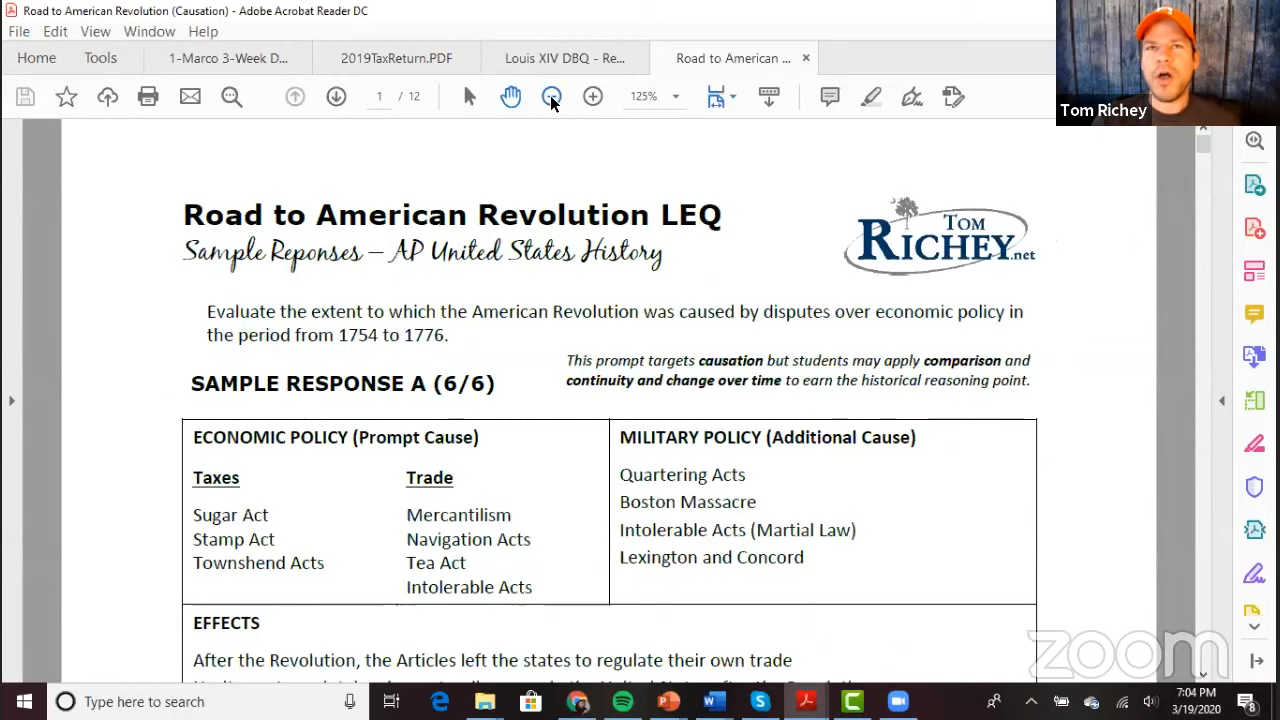 Road to American Revolution (Causation) - Adobe Acrobat Reader DC
File Edit View Window Help
Home Tools 1-Marco 3-Week D... 2019TaxReturn.PDF Louis XIV DBQ - Re... Road to American ... ×
1 / 12 125%
Tom Richey
Road to American Revolution LEQ
Sample Reponses – AP United States History
TOM
RICHEY.net
Evaluate the extent to which the American Revolution was caused by disputes over economic policy in
the period from 1754 to 1776.
This prompt targets causation but students may apply comparison and
continuity and change over time to earn the historical reasoning point.
SAMPLE RESPONSE A (6/6)
ECONOMIC POLICY (Prompt Cause)
Taxes Trade
Sugar Act Mercantilism
Stamp Act Navigation Acts
Townshend Acts Tea Act
Intolerable Acts
MILITARY POLICY (Additional Cause)
Quartering Acts
Boston Massacre
Intolerable Acts (Martial Law)
Lexington and Concord
EFFECTS
After the Revolution, the Articles left the states to regulate their own trade
zoom
Type here to search
7:04 PM
3/19/2020
8